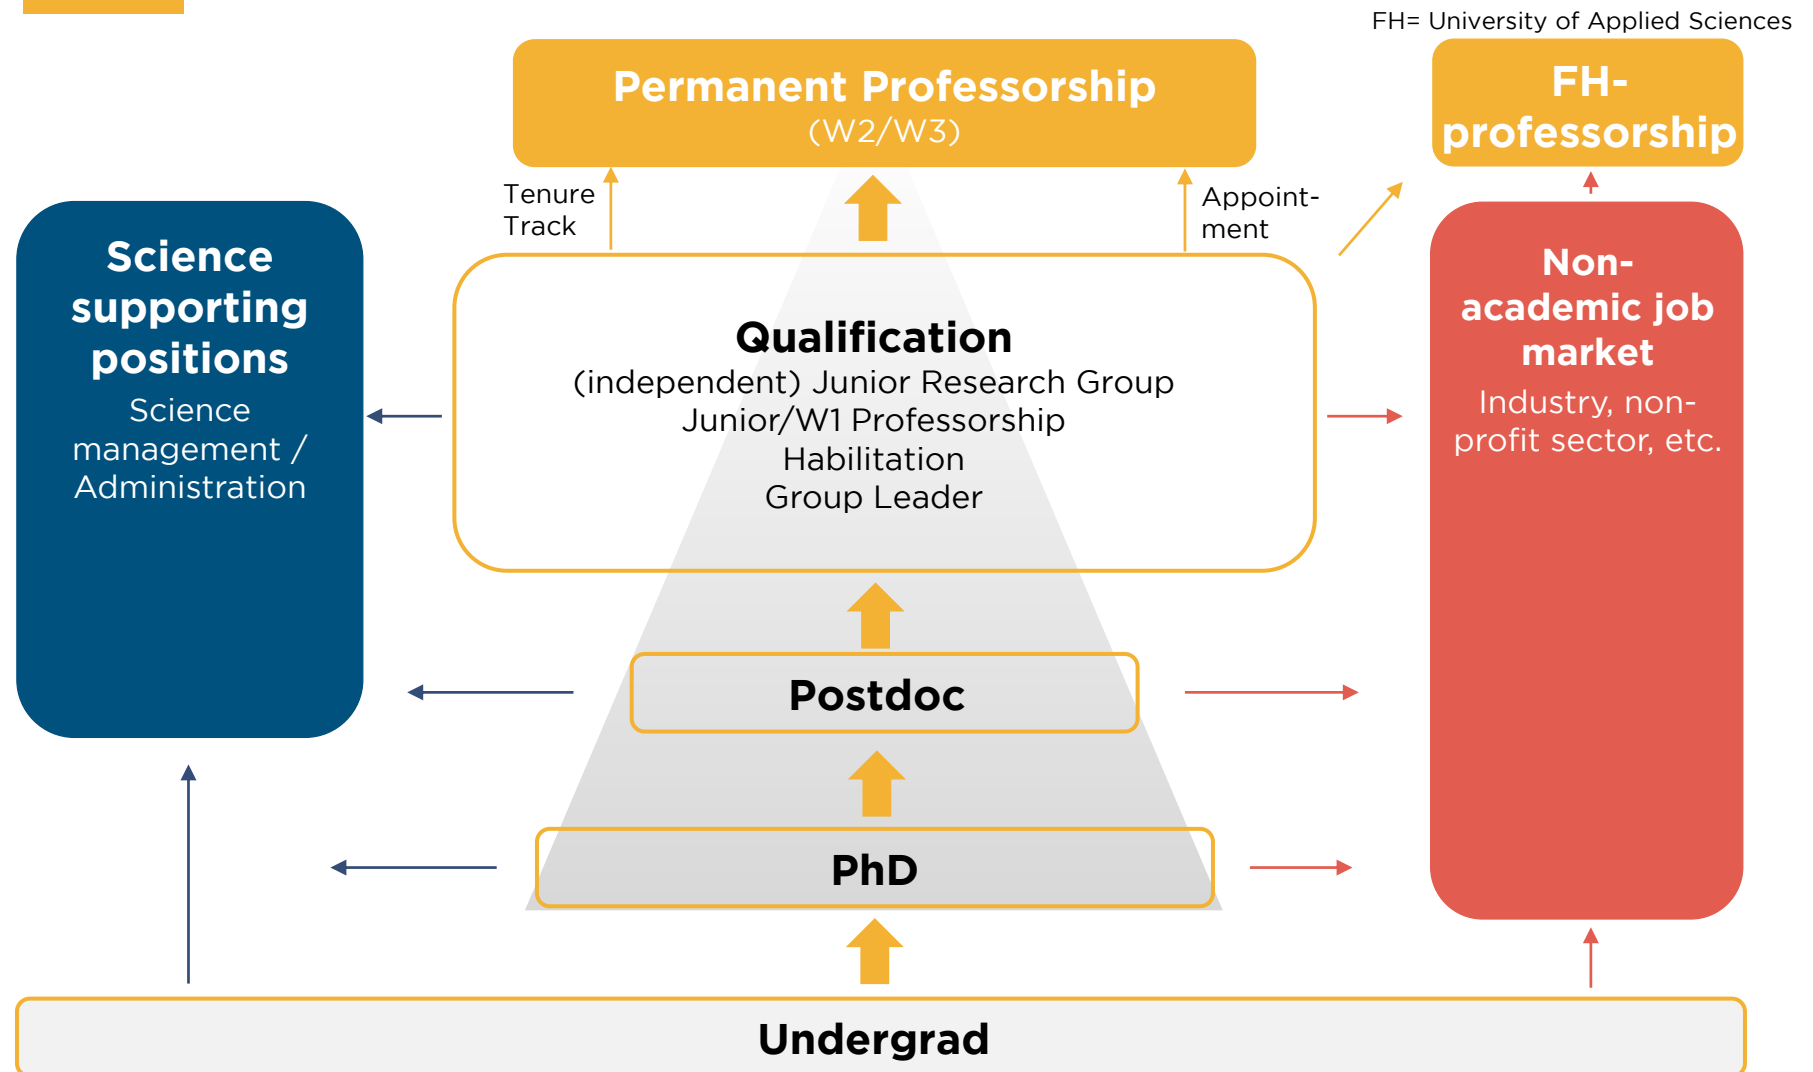 FH= University of Applied Sciences
Permanent Professorship
(W2/W3)
FH-
professorship
Tenure
Track
Appoint-
ment
Science
supporting
positions
Science
management /
Administration
Qualification
(independent) Junior Research Group
Junior/W1 Professorship
Habilitation
Group Leader
Non-
academic job
market
Industry, non-
profit sector, etc.
Postdoc
PhD
Undergrad